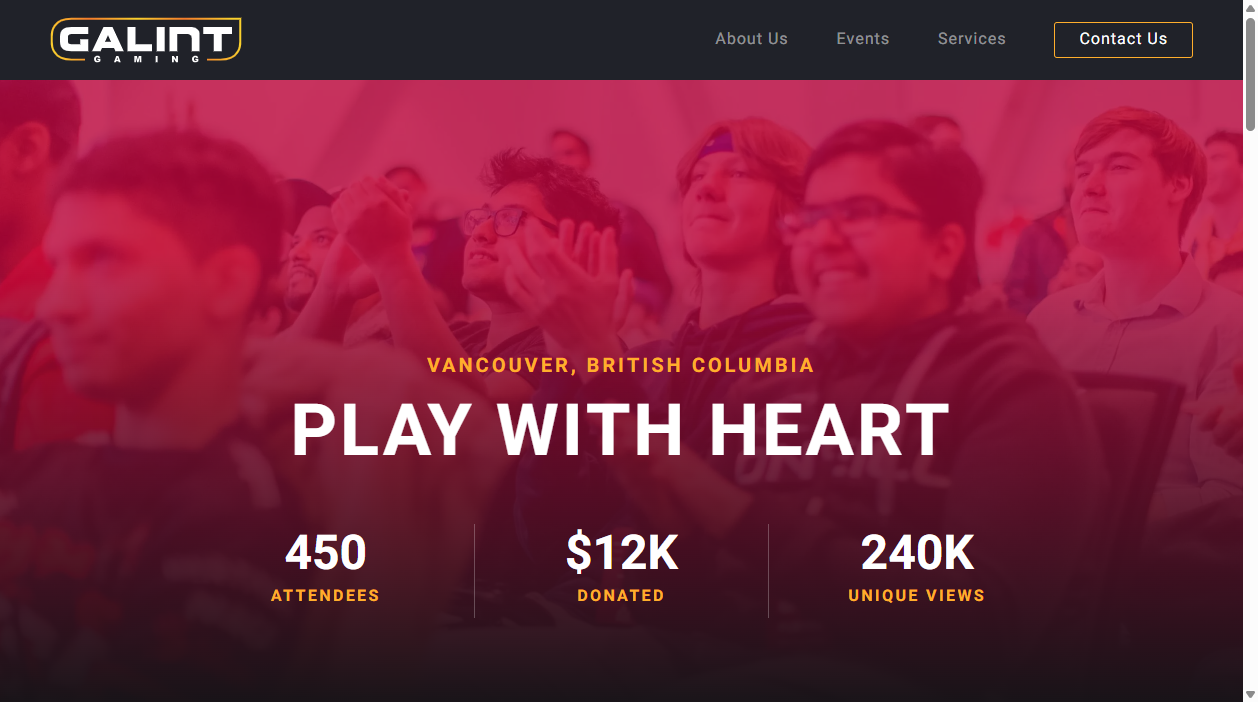 GALINT
GAMING
About Us
Events
Services
Contact Us
VANCOUVER, BRITISH COLUMBIA
PLAY WITH HEART
450
$12K
240K
ATTENDEES
DONATED
UNIQUE VIEWS